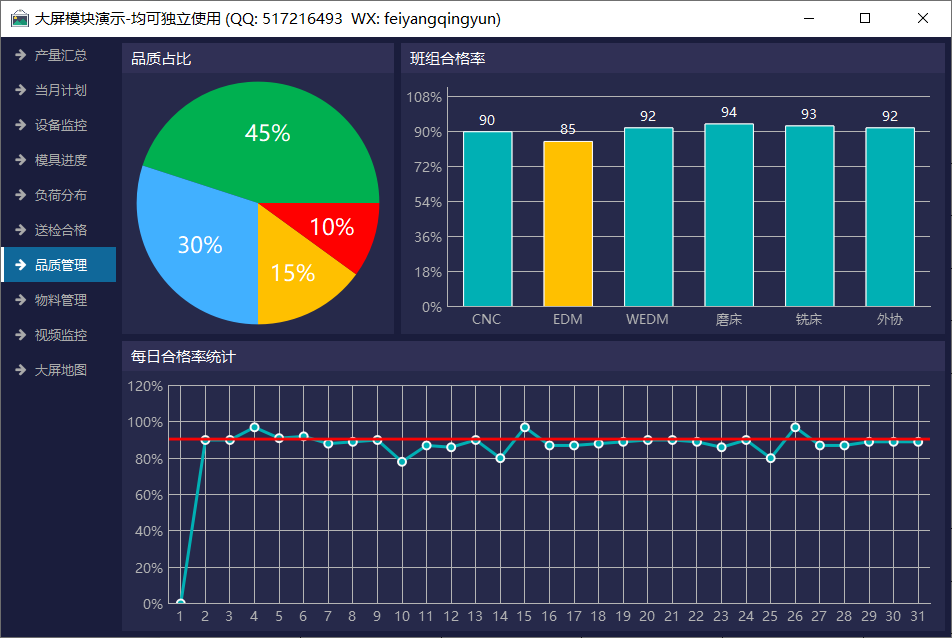 大屏模块演示-均可独立使用 (QQ: 517216493  WX: feiyangqingyun)
产量汇总
当月计划
设备监控
模具进度
负荷分布
送检合格
品质管理
物料管理
视频监控
大屏地图
品质占比
45%
10%
30%
15%
班组合格率
108%
90%
72%
54%
36%
18%
0%
90
85
92
94
93
92
CNC EDM WEDM 磨床 铣床 外协
每日合格率统计
120%
100%
80%
60%
40%
20%
0%
1 2 3 4 5 6 7 8 9 10 11 12 13 14 15 16 17 18 19 20 21 22 23 24 25 26 27 28 29 30 31